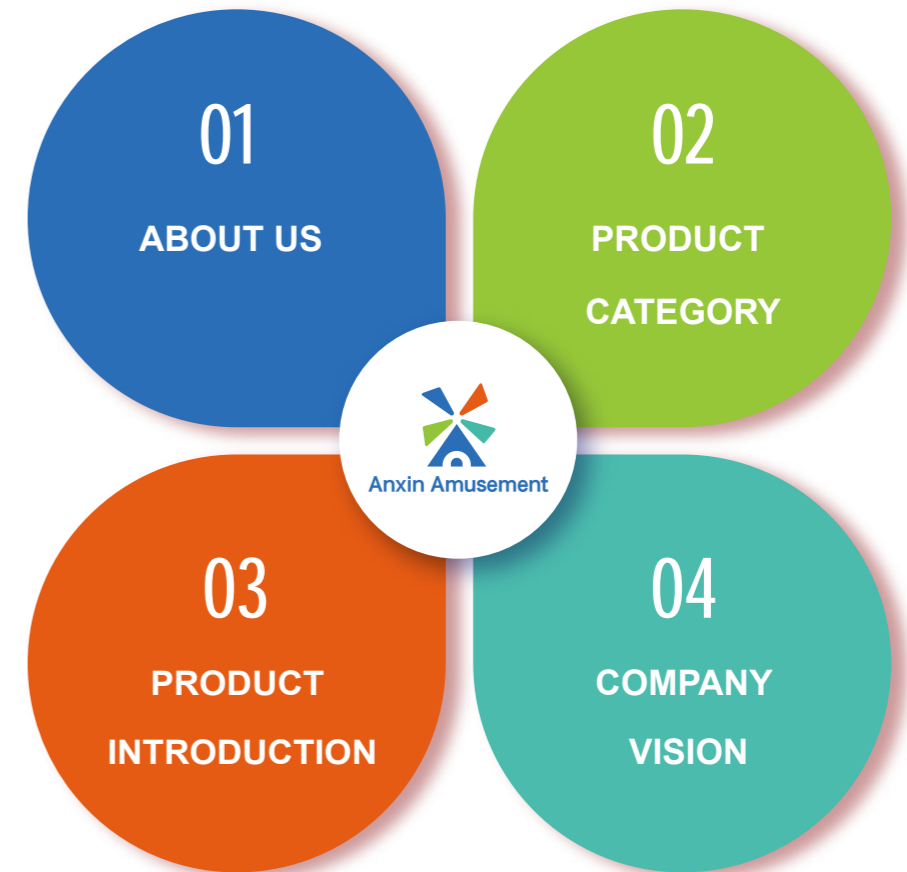 01
ABOUT US
02
PRODUCT
CATEGORY
Anxin Amusement
03
PRODUCT
INTRODUCTION
04
COMPANY
VISION